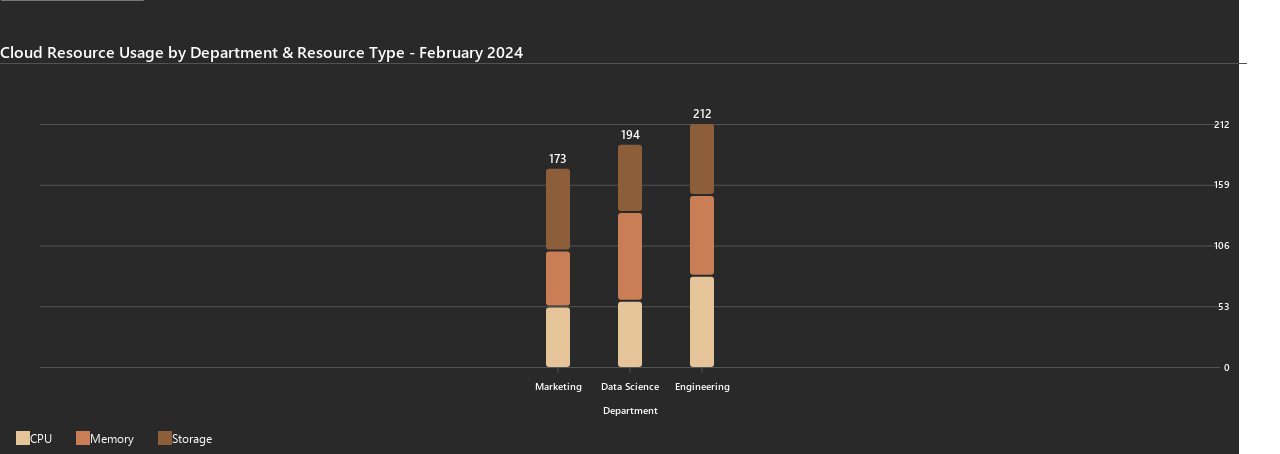 Cloud Resource Usage by Department & Resource Type - February 2024
212
194
173
212
159
106
53
0
Marketing Data Science Engineering
Department
CPU Memory Storage